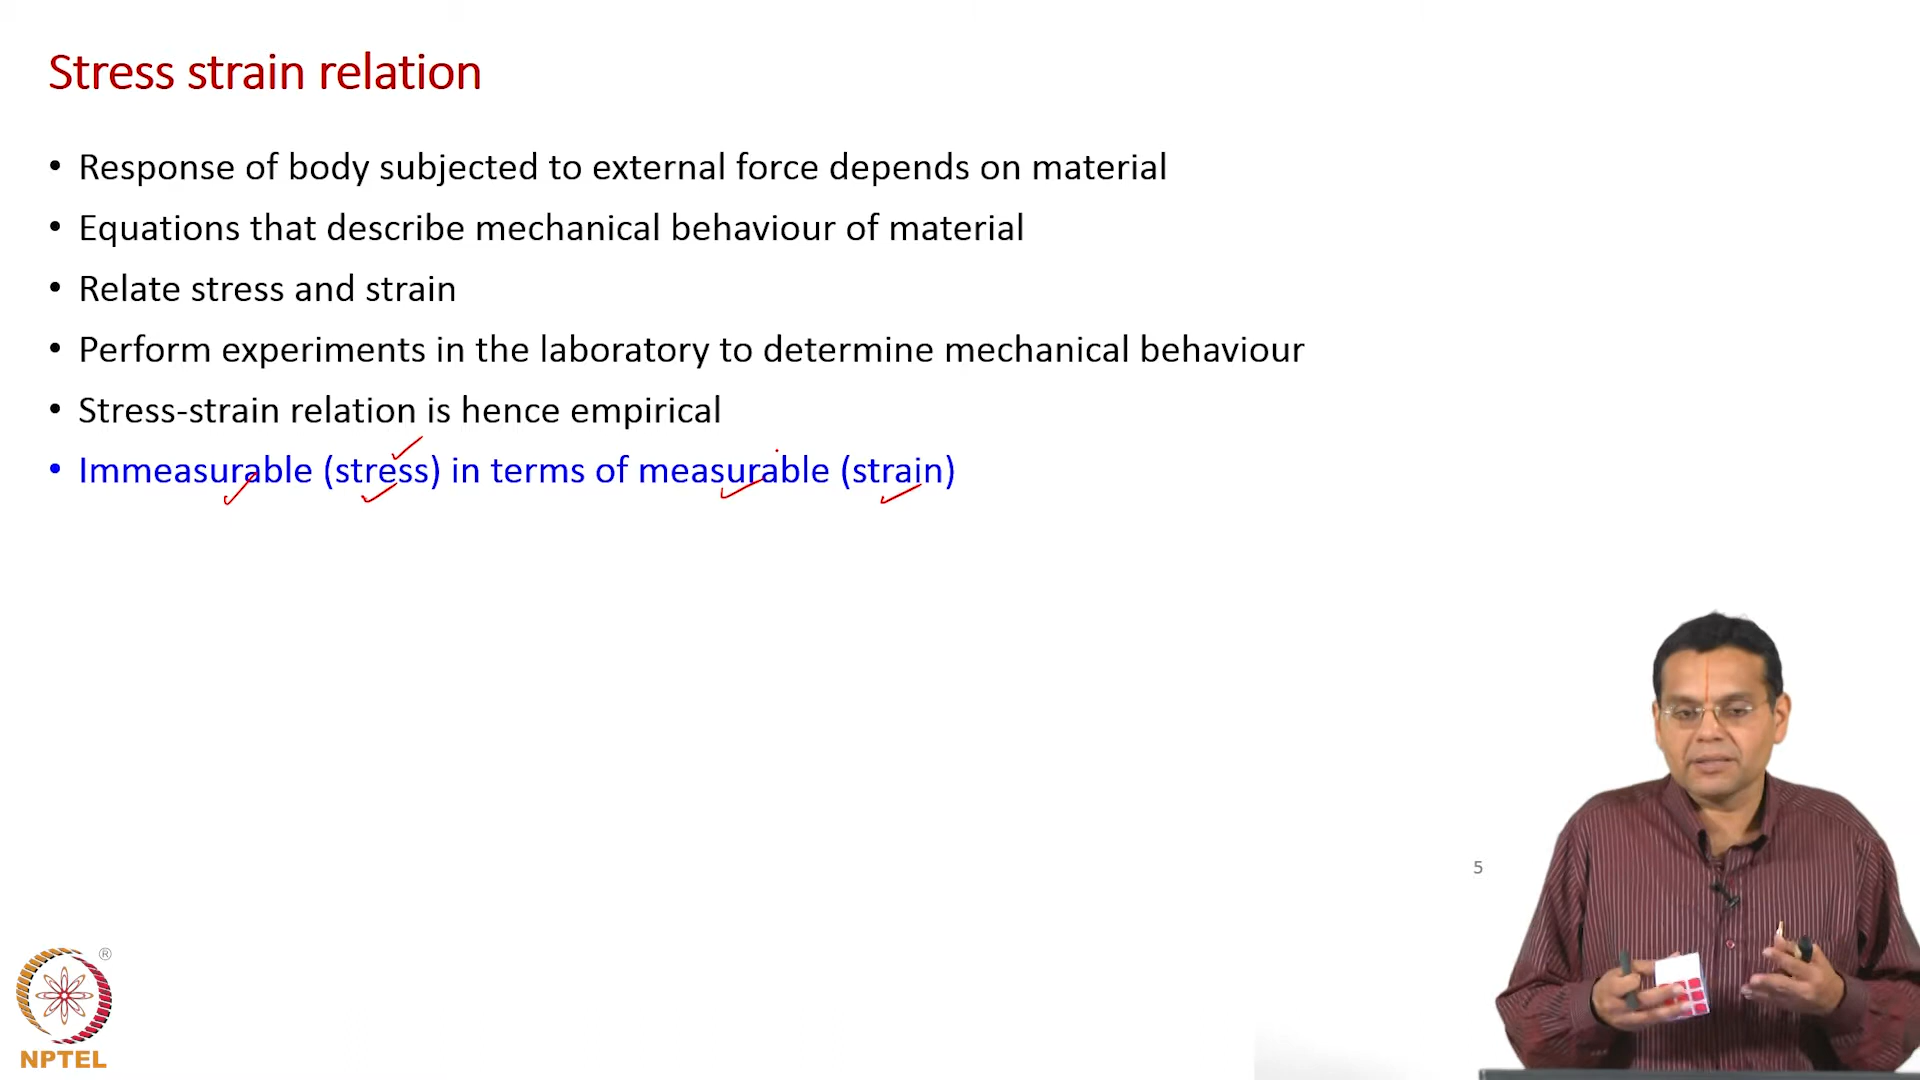 Stress strain relation
• Response of body subjected to external force depends on material
• Equations that describe mechanical behaviour of material
• Relate stress and strain
• Perform experiments in the laboratory to determine mechanical behaviour
• Stress-strain relation is hence empirical
• Immeasurable (stress) in terms of measurable (strain)
5
®
NPTEL